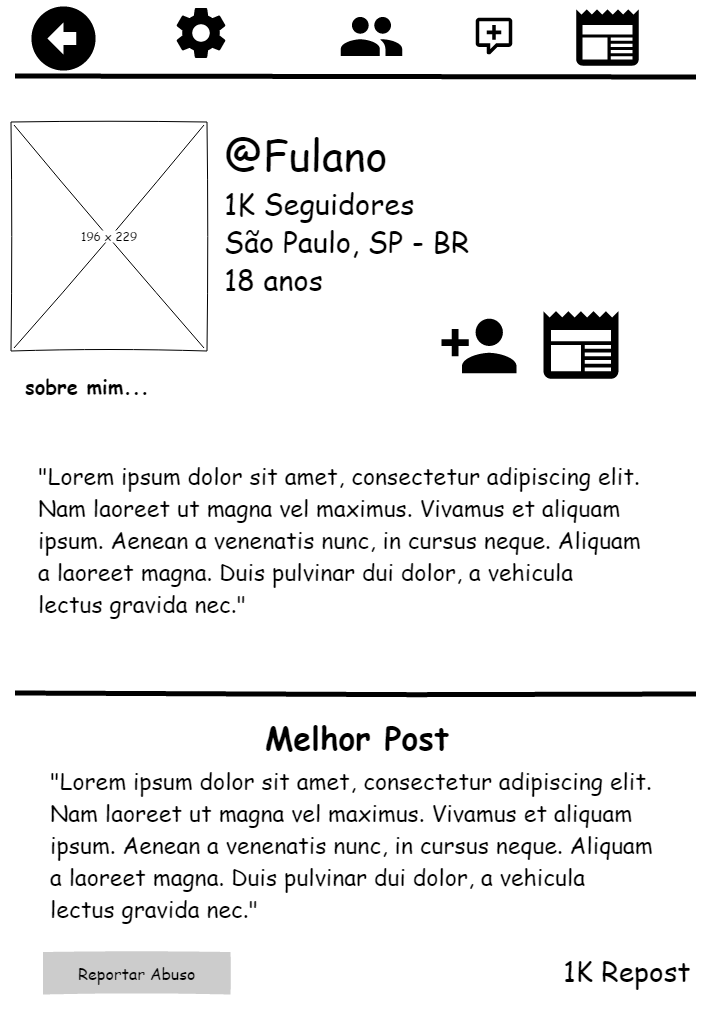 @Fulano
1K Seguidores
196 x 229
São Paulo, SP - BR
18 anos
sobre mim...
"Lorem ipsum dolor sit amet, consectetur adipiscing elit.
Nam laoreet ut magna vel maximus. Vivamus et aliquam
ipsum. Aenean a venenatis nunc, in cursus neque. Aliquam
a laoreet magna. Duis pulvinar dui dolor, a vehicula
lectus gravida nec."
Melhor Post
"Lorem ipsum dolor sit amet, consectetur adipiscing elit.
Nam laoreet ut magna vel maximus. Vivamus et aliquam
ipsum. Aenean a venenatis nunc, in cursus neque. Aliquam
a laoreet magna. Duis pulvinar dui dolor, a vehicula
lectus gravida nec."
Reportar Abuso
1K Repost